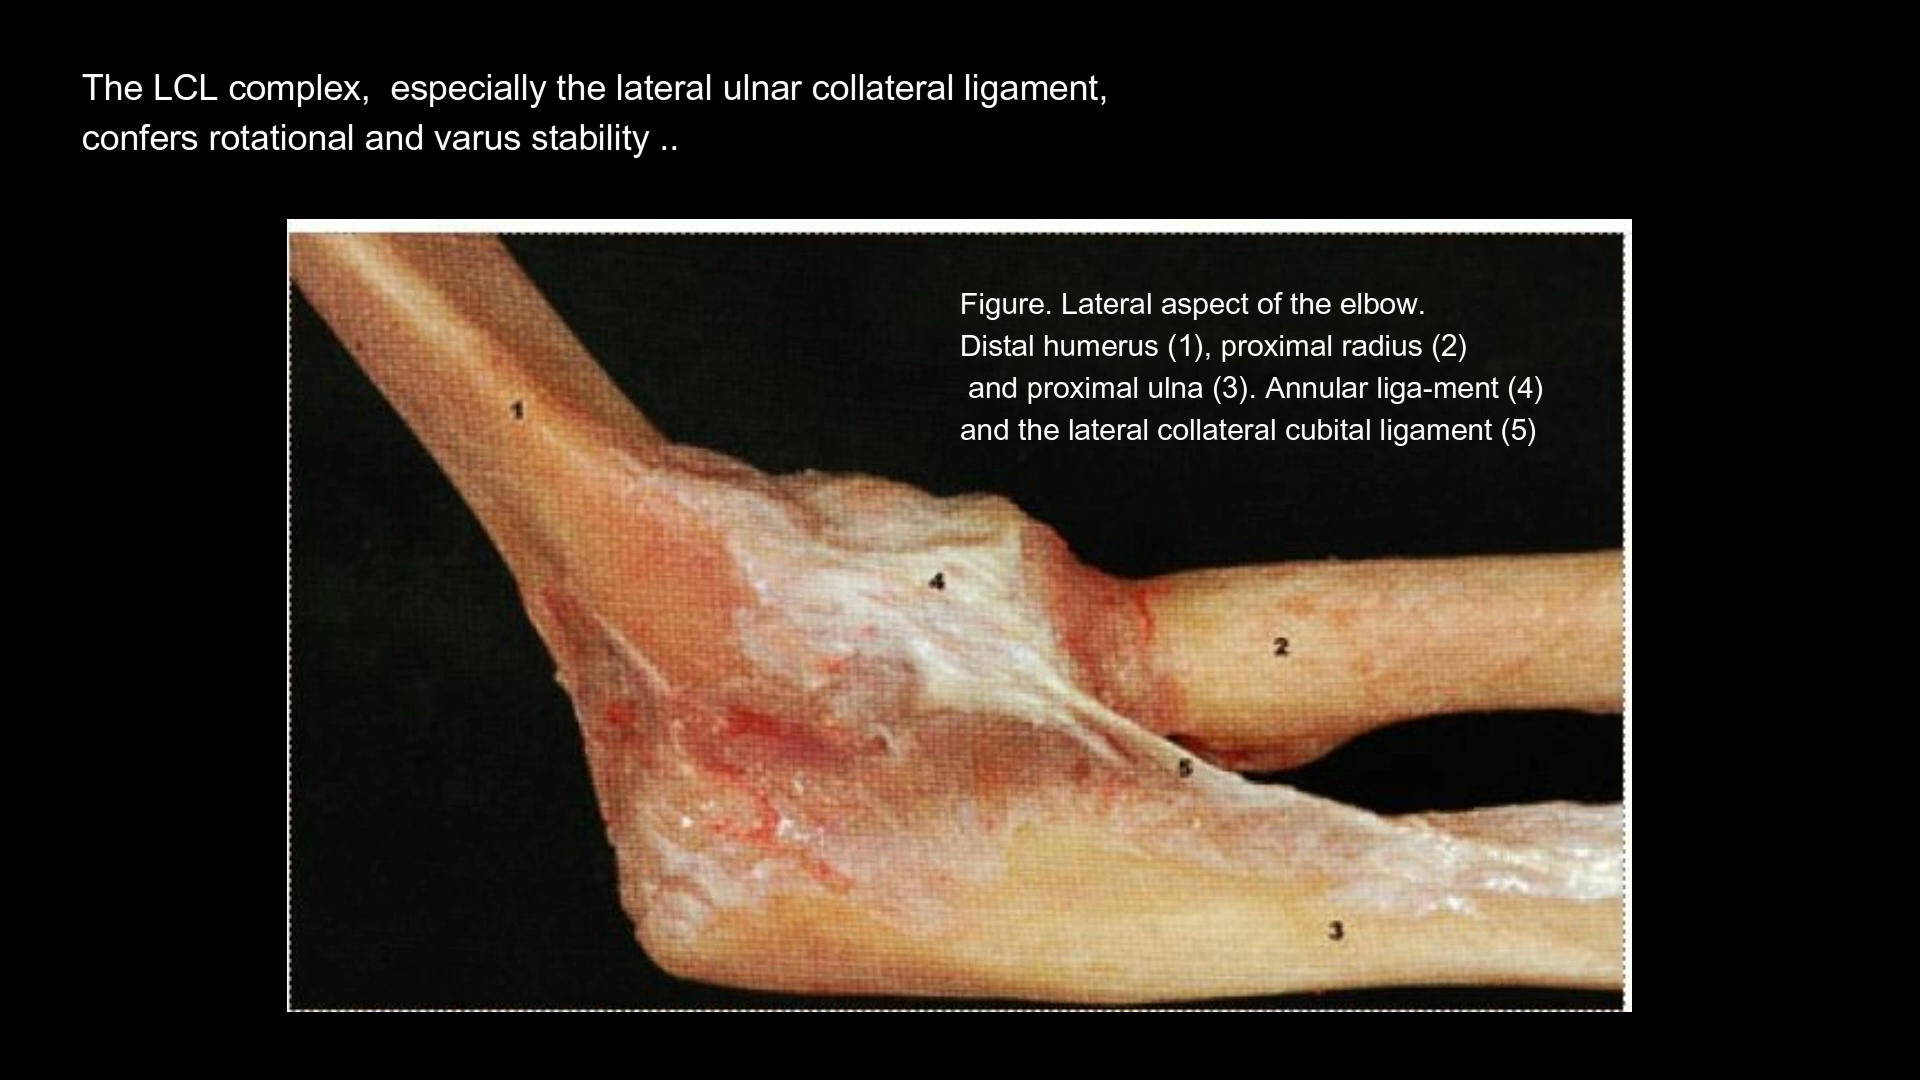 The LCL complex,  especially the lateral ulnar collateral ligament,
confers rotational and varus stability ..
Figure. Lateral aspect of the elbow.
Distal humerus (1), proximal radius (2)
and proximal ulna (3). Annular liga-ment (4)
and the lateral collateral cubital ligament (5)
1
4
2
5
3